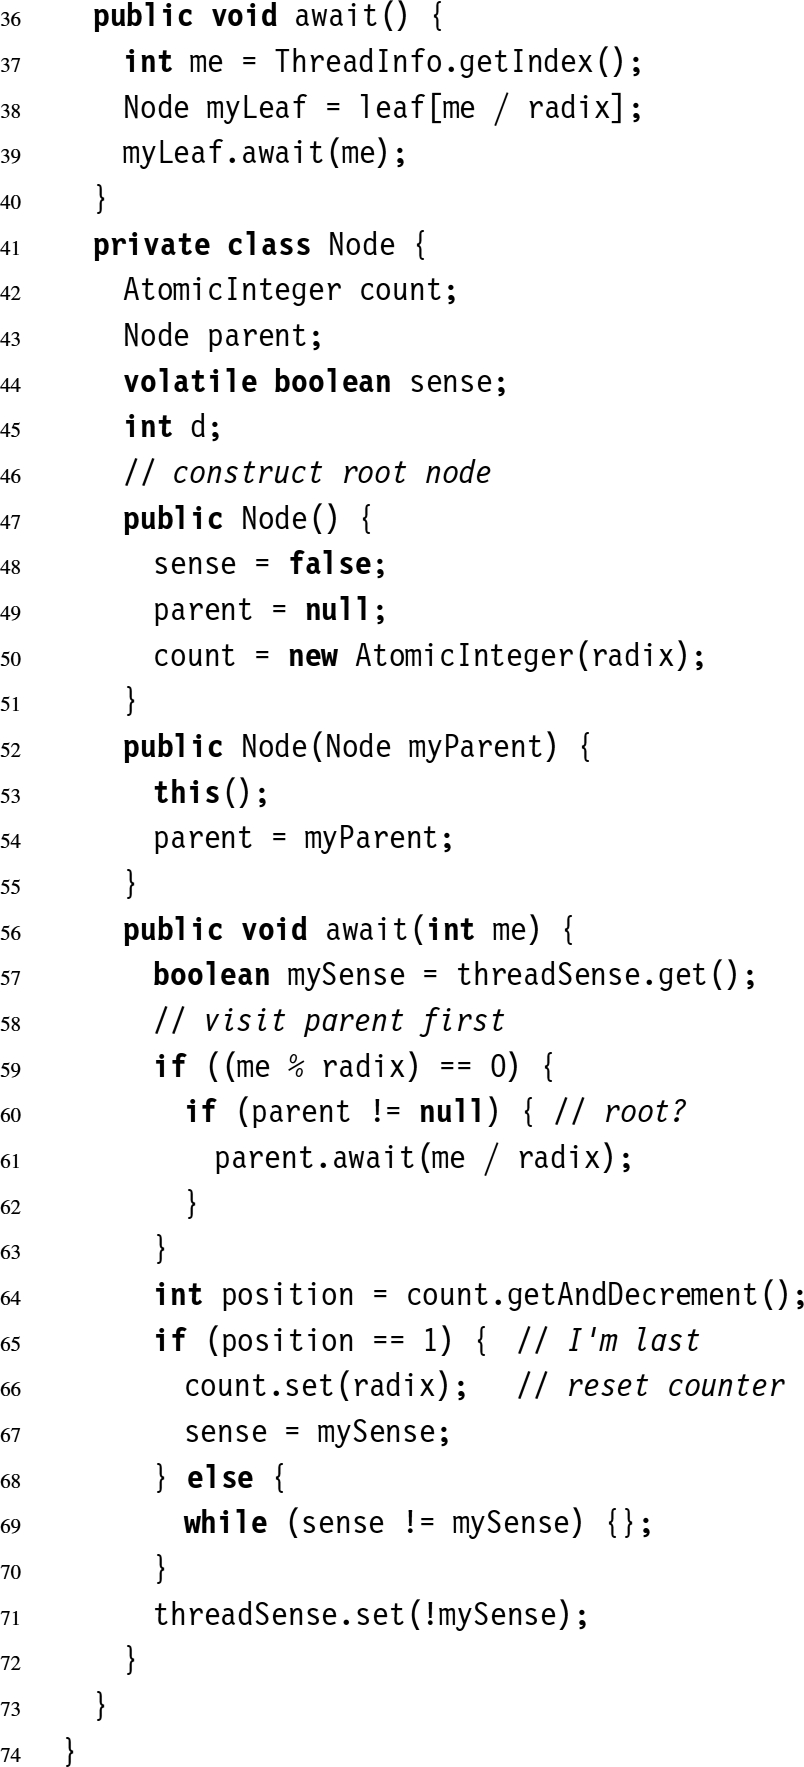 36 public void await() {
37 int me = ThreadInfo.getIndex();
38 Node myLeaf = leaf[me / radix];
39 myLeaf.await(me);
40 }
41 private class Node {
42 AtomicInteger count;
43 Node parent;
44 volatile boolean sense;
45 int d;
46 // construct root node
47 public Node() {
48 sense = false;
49 parent = null;
50 count = new AtomicInteger(radix);
51 }
52 public Node(Node myParent) {
53 this();
54 parent = myParent;
55 }
56 public void await(int me) {
57 boolean mySense = threadSense.get();
58 // visit parent first
59 if ((me % radix) == 0) {
60 if (parent != null) { // root?
61 parent.await(me / radix);
62 }
63 }
64 int position = count.getAndDecrement();
65 if (position == 1) { // I'm last
66 count.set(radix); // reset counter
67 sense = mySense;
68 } else {
69 while (sense != mySense) {};
70 }
71 threadSense.set(!mySense);
72 }
73 }
74 }